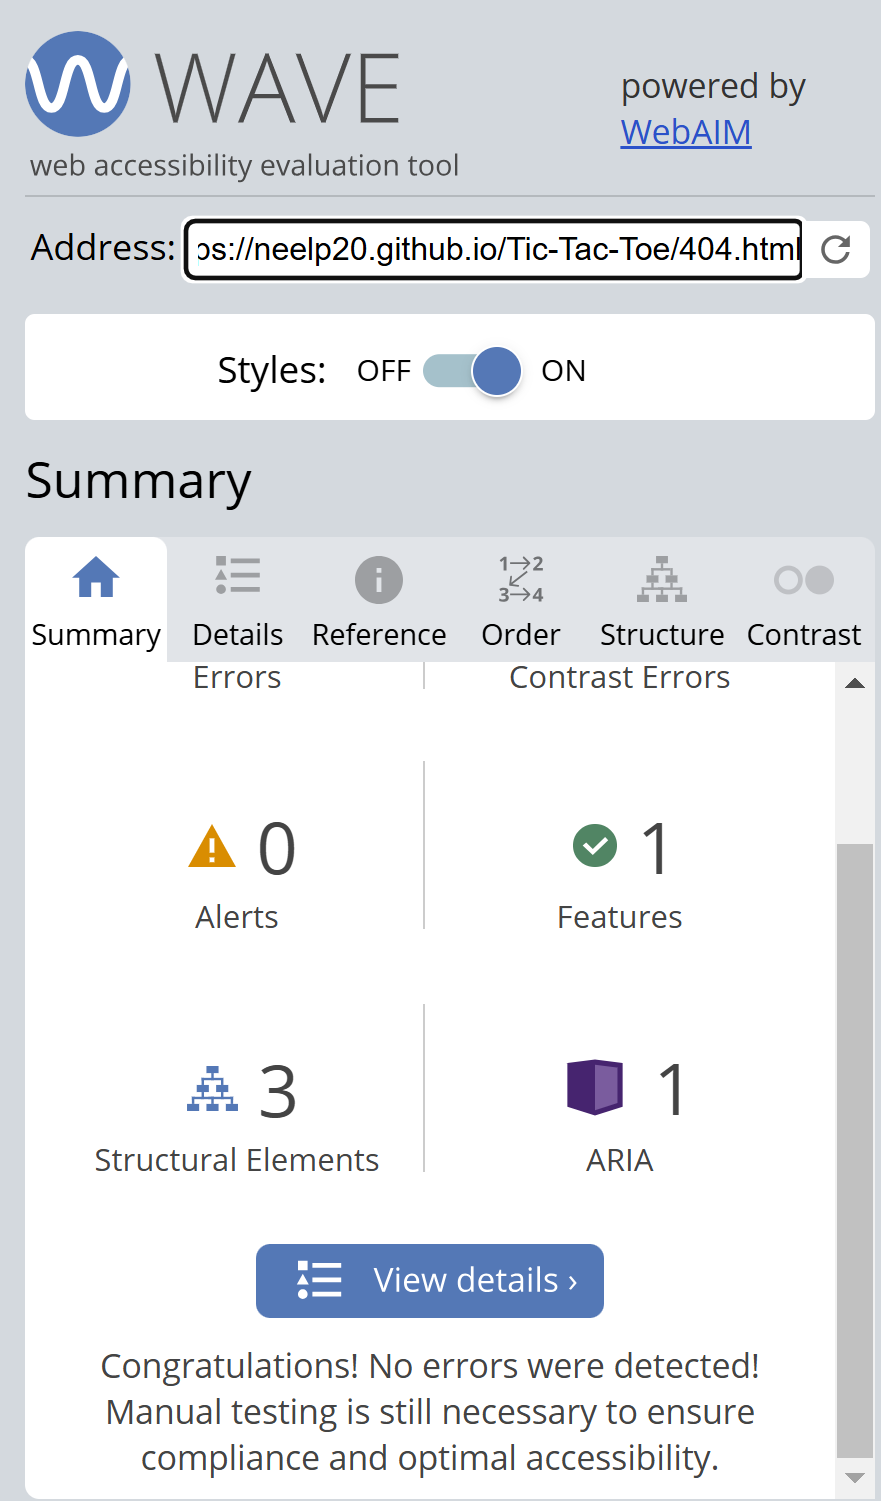 WAVE
web accessibility evaluation tool
powered by
WebAIM
Address: ps://neelp20.github.io/Tic-Tac-Toe/404.html
Styles: OFF ON
Summary
1 2
3 4
Summary Details Reference Order Structure Contrast
Errors Contrast Errors
0 1
Alerts Features
3 1
Structural Elements ARIA
View details ›
Congratulations! No errors were detected!
Manual testing is still necessary to ensure
compliance and optimal accessibility.